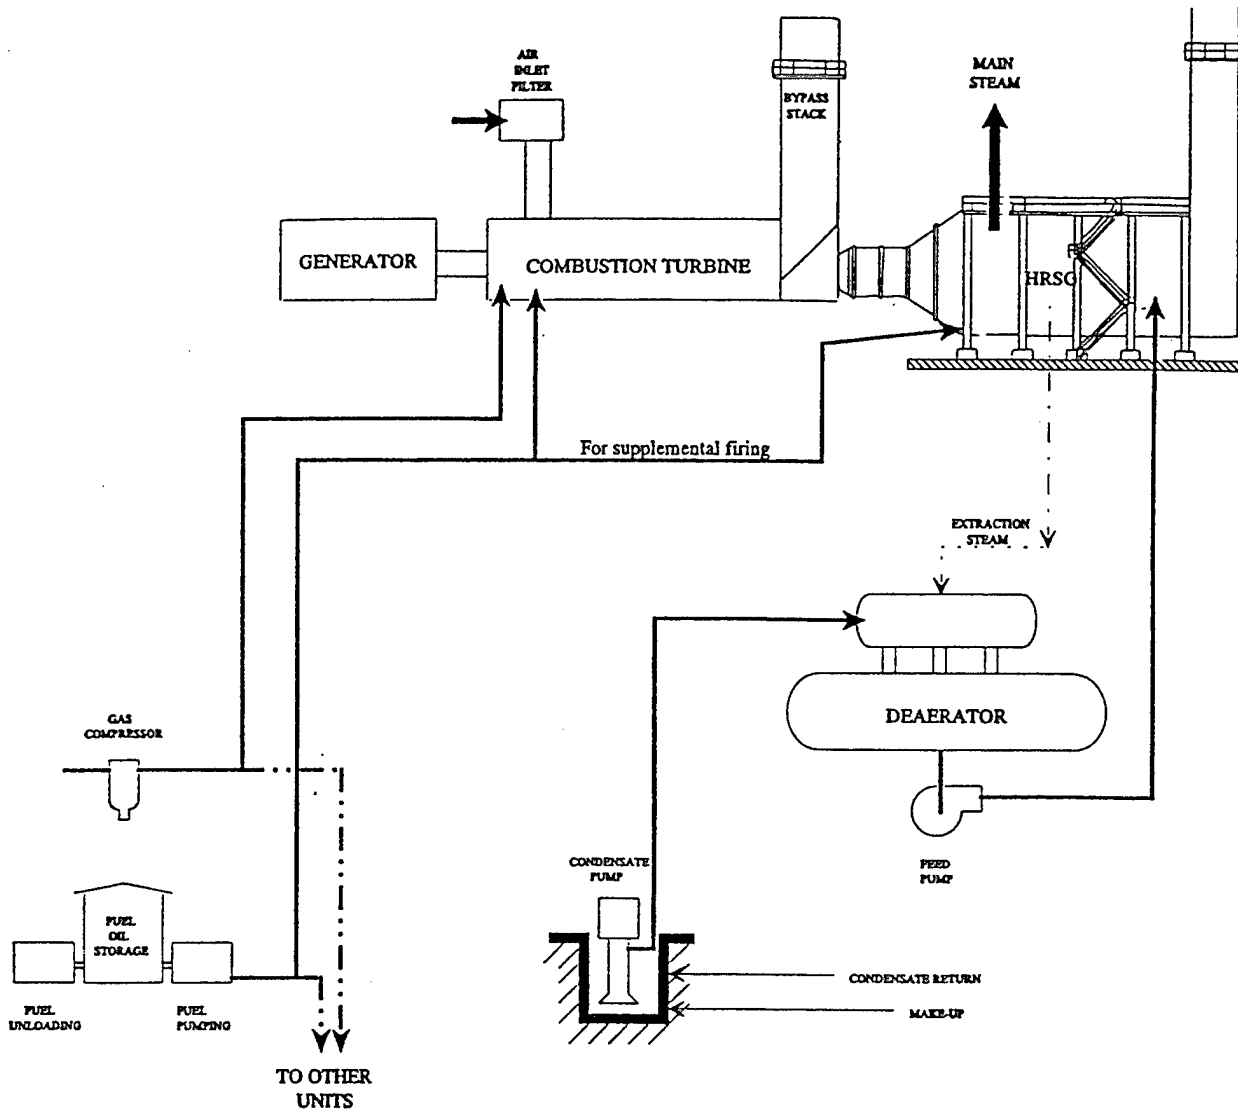 AIR
INLET
FILTER
MAIN
STEAM
BYPASS
STACK
GENERATOR
COMBUSTION TURBINE
HRSG
For supplemental firing
EXTRACTION
STEAM
DEAERATOR
GAS
COMPRESSOR
FEED
PUMP
CONDENSATE
PUMP
FUEL
OIL
STORAGE
CONDENSATE RETURN
MAKE-UP
FUEL
UNLOADING
FUEL
PUMPING
TO OTHER
UNITS